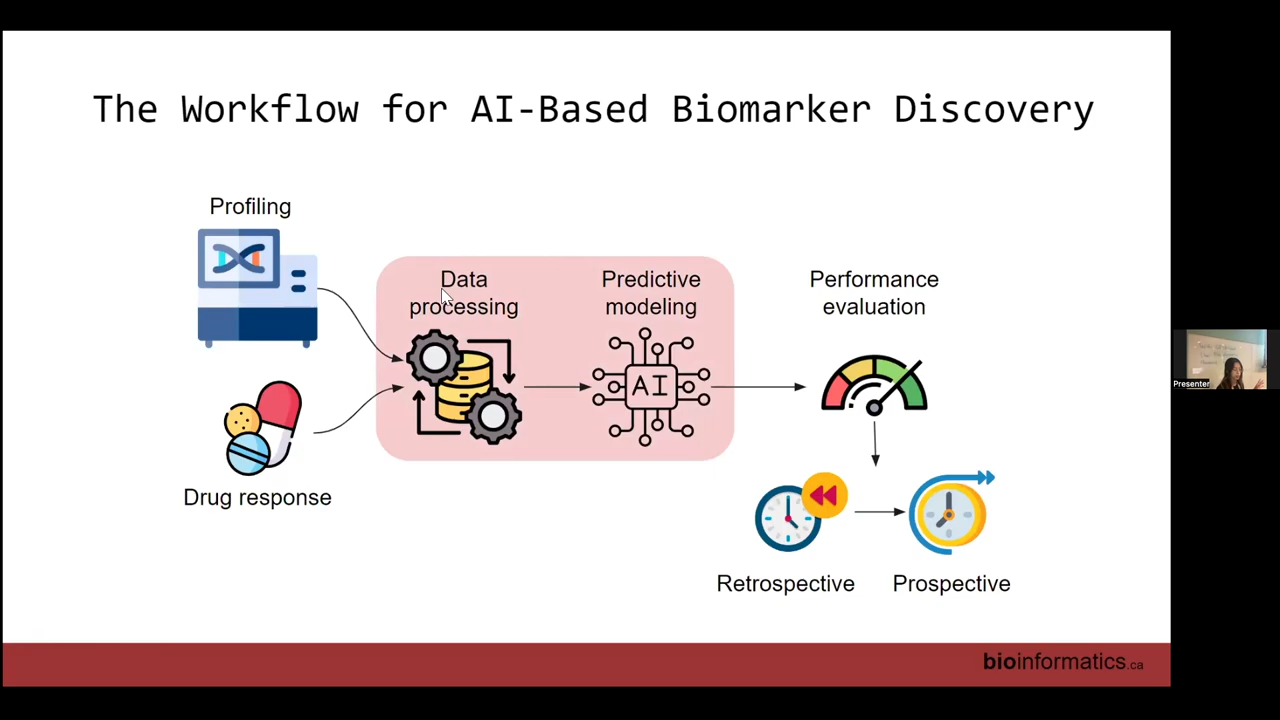 The Workflow for AI-Based Biomarker Discovery
Profiling
Data
processing
Predictive
modeling
Performance
evaluation
AI
Drug response
Retrospective
Prospective
bioinformatics.ca
Presenter